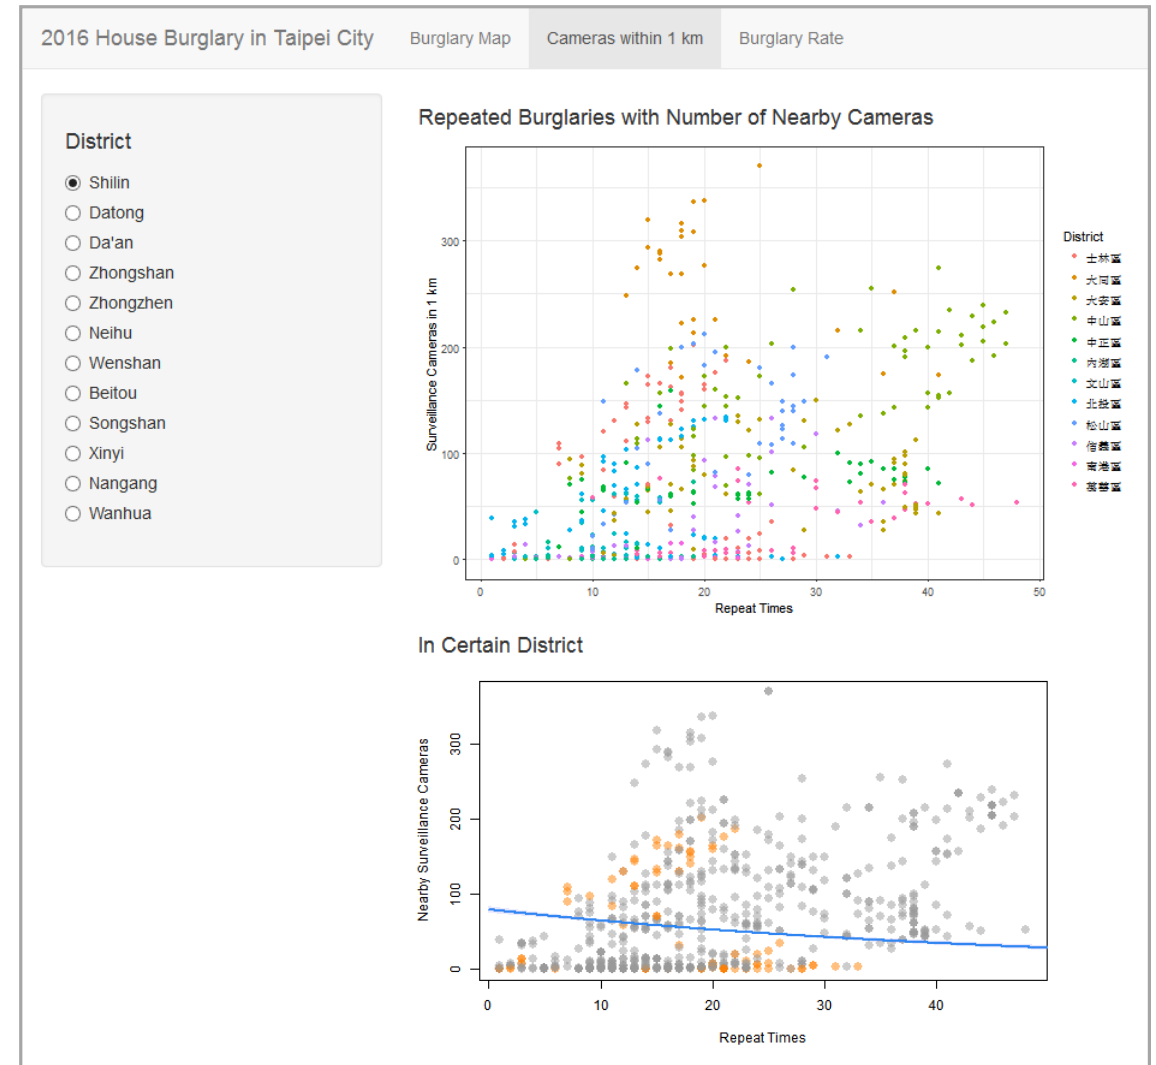 2016 House Burglary in Taipei City Burglary Map Cameras within 1 km Burglary Rate
District
Shilin
Datong
Da'an
Zhongshan
Zhongzhen
Neihu
Wenshan
Beitou
Songshan
Xinyi
Nangang
Wanhua
Repeated Burglaries with Number of Nearby Cameras
Surveillance Cameras in 1 km
300
200
100
0
0 10 20 30 40 50
Repeat Times
District
士林區
大同區
大安區
中山區
中正區
內湖區
文山區
北投區
松山區
信義區
南港區
萬華區
In Certain District
Nearby Surveillance Cameras
300
200
100
0
0 10 20 30 40
Repeat Times